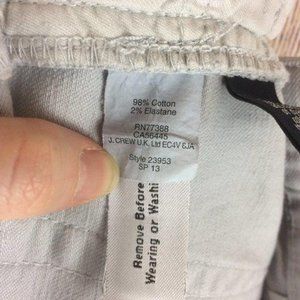 98% Cotton
2% Elastane
RN77388
CA56445
J. CREW U.K. Ltd EC4V 6JA
Style 23953
SP 13
Remove Before
Wearing or Washi